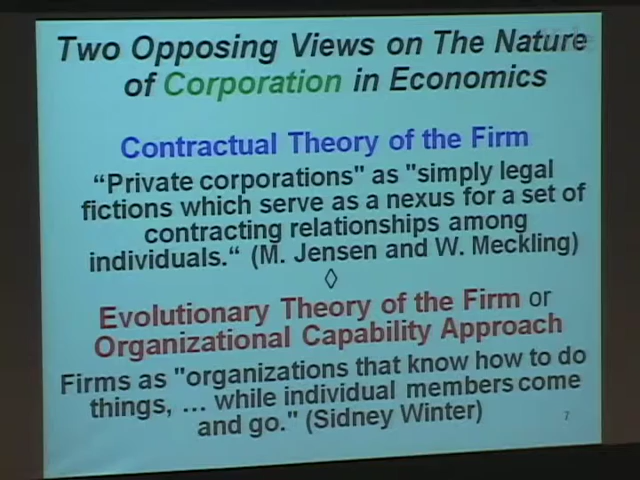 Two Opposing Views on The Nature
of Corporation in Economics
Contractual Theory of the Firm
“Private corporations" as "simply legal
fictions which serve as a nexus for a set of
contracting relationships among
individuals.“ (M. Jensen and W. Meckling)
◊
Evolutionary Theory of the Firm or
Organizational Capability Approach
Firms as "organizations that know how to do
things, ... while individual members come
and go." (Sidney Winter)
7